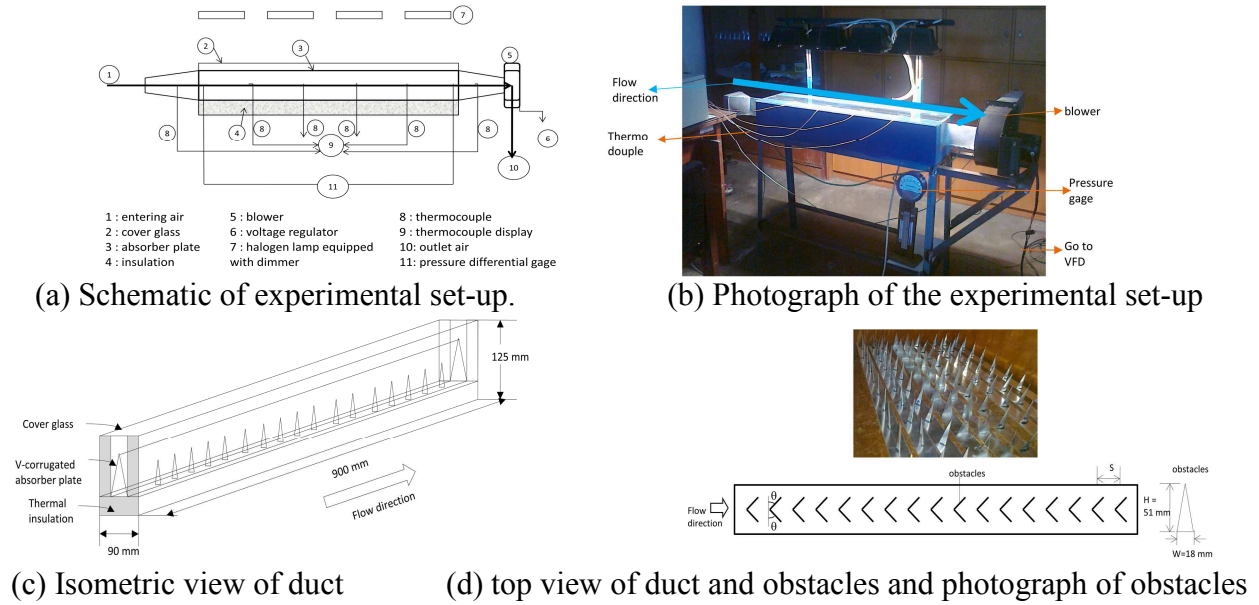 7
2
3
5
1
8
4
8
8
8
8
8
6
9
10
11
1 : entering air
2 : cover glass
3 : absorber plate
4 : insulation
5 : blower
6 : voltage regulator
7 : halogen lamp equipped
with dimmer
8 : thermocouple
9 : thermocouple display
10: outlet air
11: pressure differential gage
(a) Schematic of experimental set-up.
Flow
direction
Thermo
douple
blower
Pressure
gage
Go to
VFD
(b) Photograph of the experimental set-up
125 mm
Cover glass
V-corrugated
absorber plate
Thermal
insulation
900 mm
Flow direction
90 mm
(c) Isometric view of duct
obstacles
S
obstacles
θ
θ
Flow
direction
H =
51 mm
W=18 mm
(d) top view of duct and obstacles and photograph of obstacles